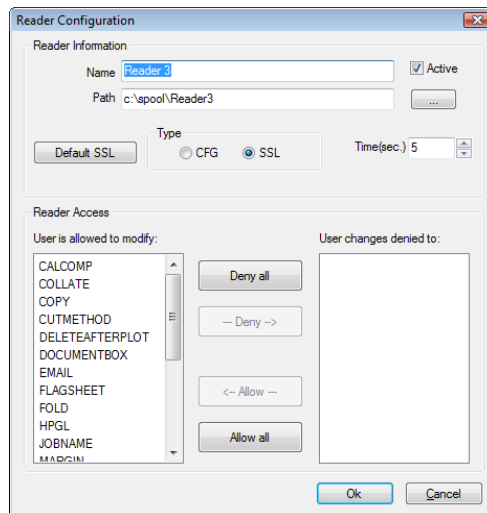 Reader Configuration
Reader Information
Name Reader 3 Active
Path c:\spool\Reader3 ...
Default SSL Type CFG SSL Time(sec.) 5
Reader Access
User is allowed to modify: User changes denied to:
CALCOMP
COLLATE
COPY
CUTMETHOD
DELETEAFTERPLOT
DOCUMENTBOX
EMAIL
FLAGSHEET
FOLD
HPGL
JOBNAME
MARGIN
Deny all
--- Deny -->
<-- Allow ---
Allow all
Ok Cancel